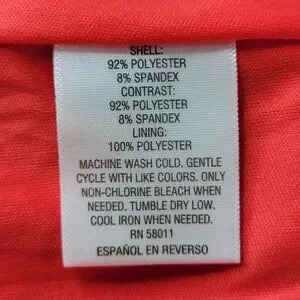 SHELL:
92% POLYESTER
8% SPANDEX
CONTRAST:
92% POLYESTER
8% SPANDEX
LINING:
100% POLYESTER
MACHINE WASH COLD. GENTLE
CYCLE WITH LIKE COLORS. ONLY
NON-CHLORINE BLEACH WHEN
NEEDED. TUMBLE DRY LOW.
COOL IRON WHEN NEEDED.
RN 58011
ESPAÑOL EN REVERSO